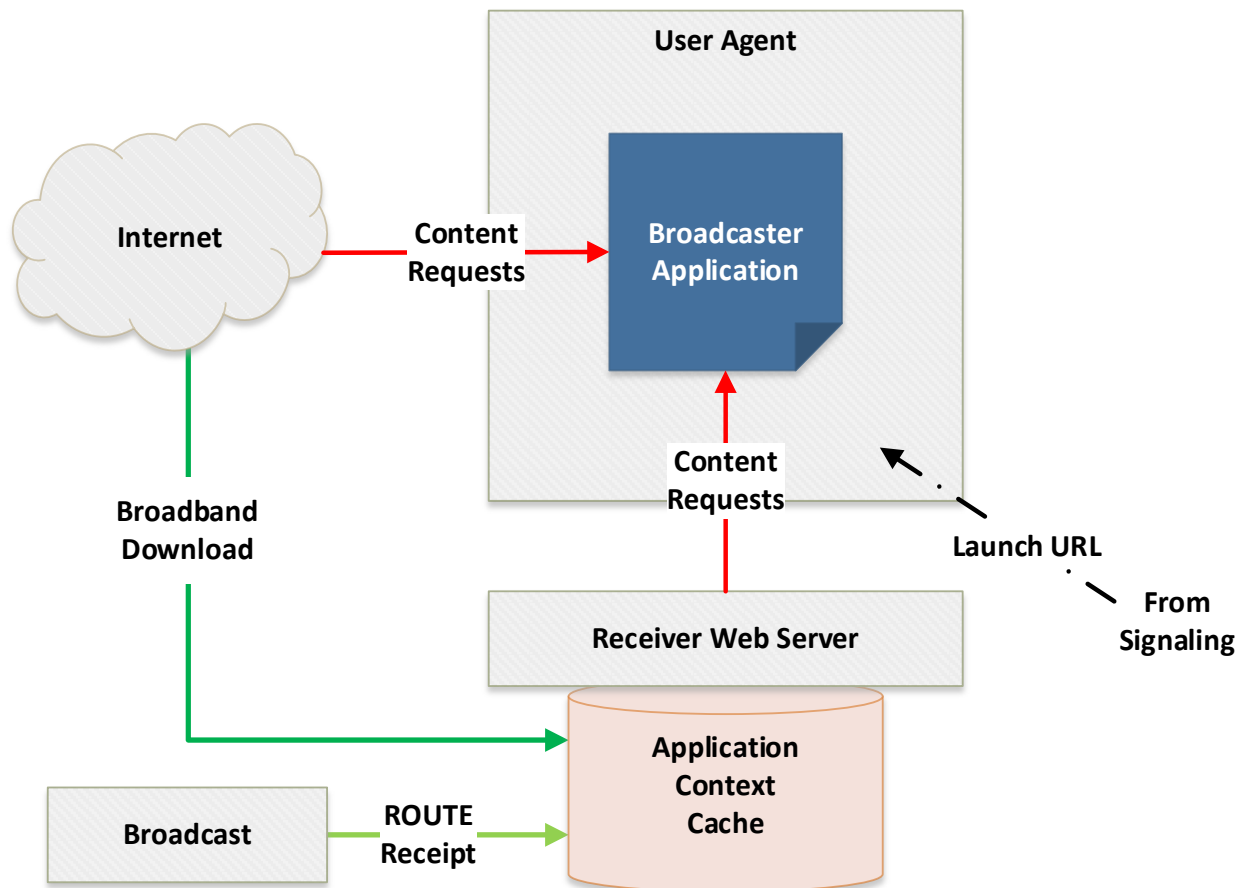 User Agent
Internet
Content
Requests
Broadcaster
Application
Content
Requests
Broadband
Download
Launch URL
From
Signaling
Receiver Web Server
Application
Context
Cache
Broadcast
ROUTE
Receipt